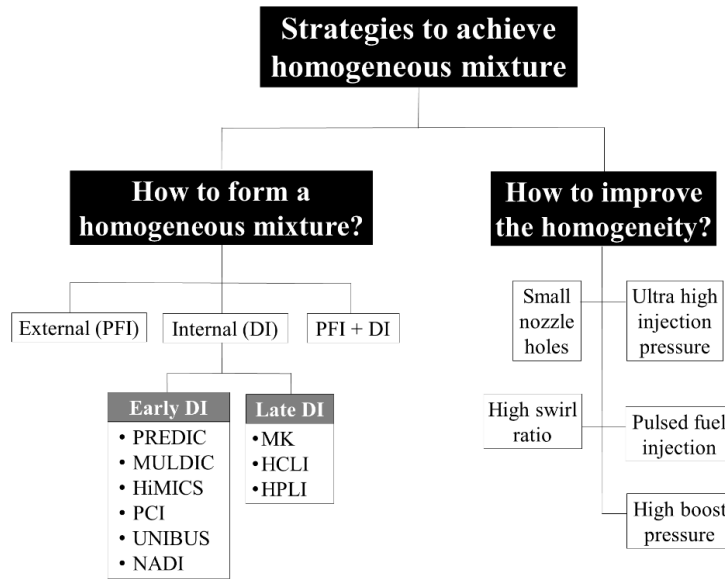 Strategies to achieve
homogeneous mixture
How to form a
homogeneous mixture?
How to improve
the homogeneity?
External (PFI)
Internal (DI)
PFI + DI
Early DI
• PREDIC
• MULDIC
• HiMICS
• PCI
• UNIBUS
• NADI
Late DI
• MK
• HCLI
• HPLI
Small
nozzle
holes
Ultra high
injection
pressure
High swirl
ratio
Pulsed fuel
injection
High boost
pressure